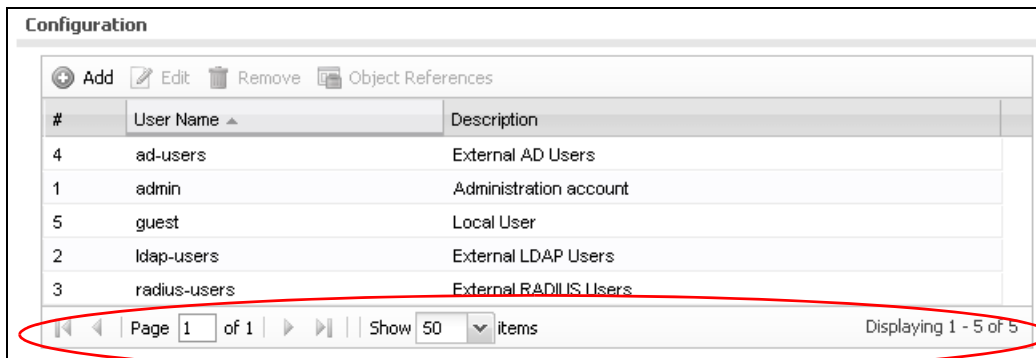 Configuration
Add Edit Remove Object References
# User Name Description
4 ad-users External AD Users
1 admin Administration account
5 guest Local User
2 ldap-users External LDAP Users
3 radius-users External RADIUS Users
Page 1 of 1 Show 50 items Displaying 1 - 5 of 5